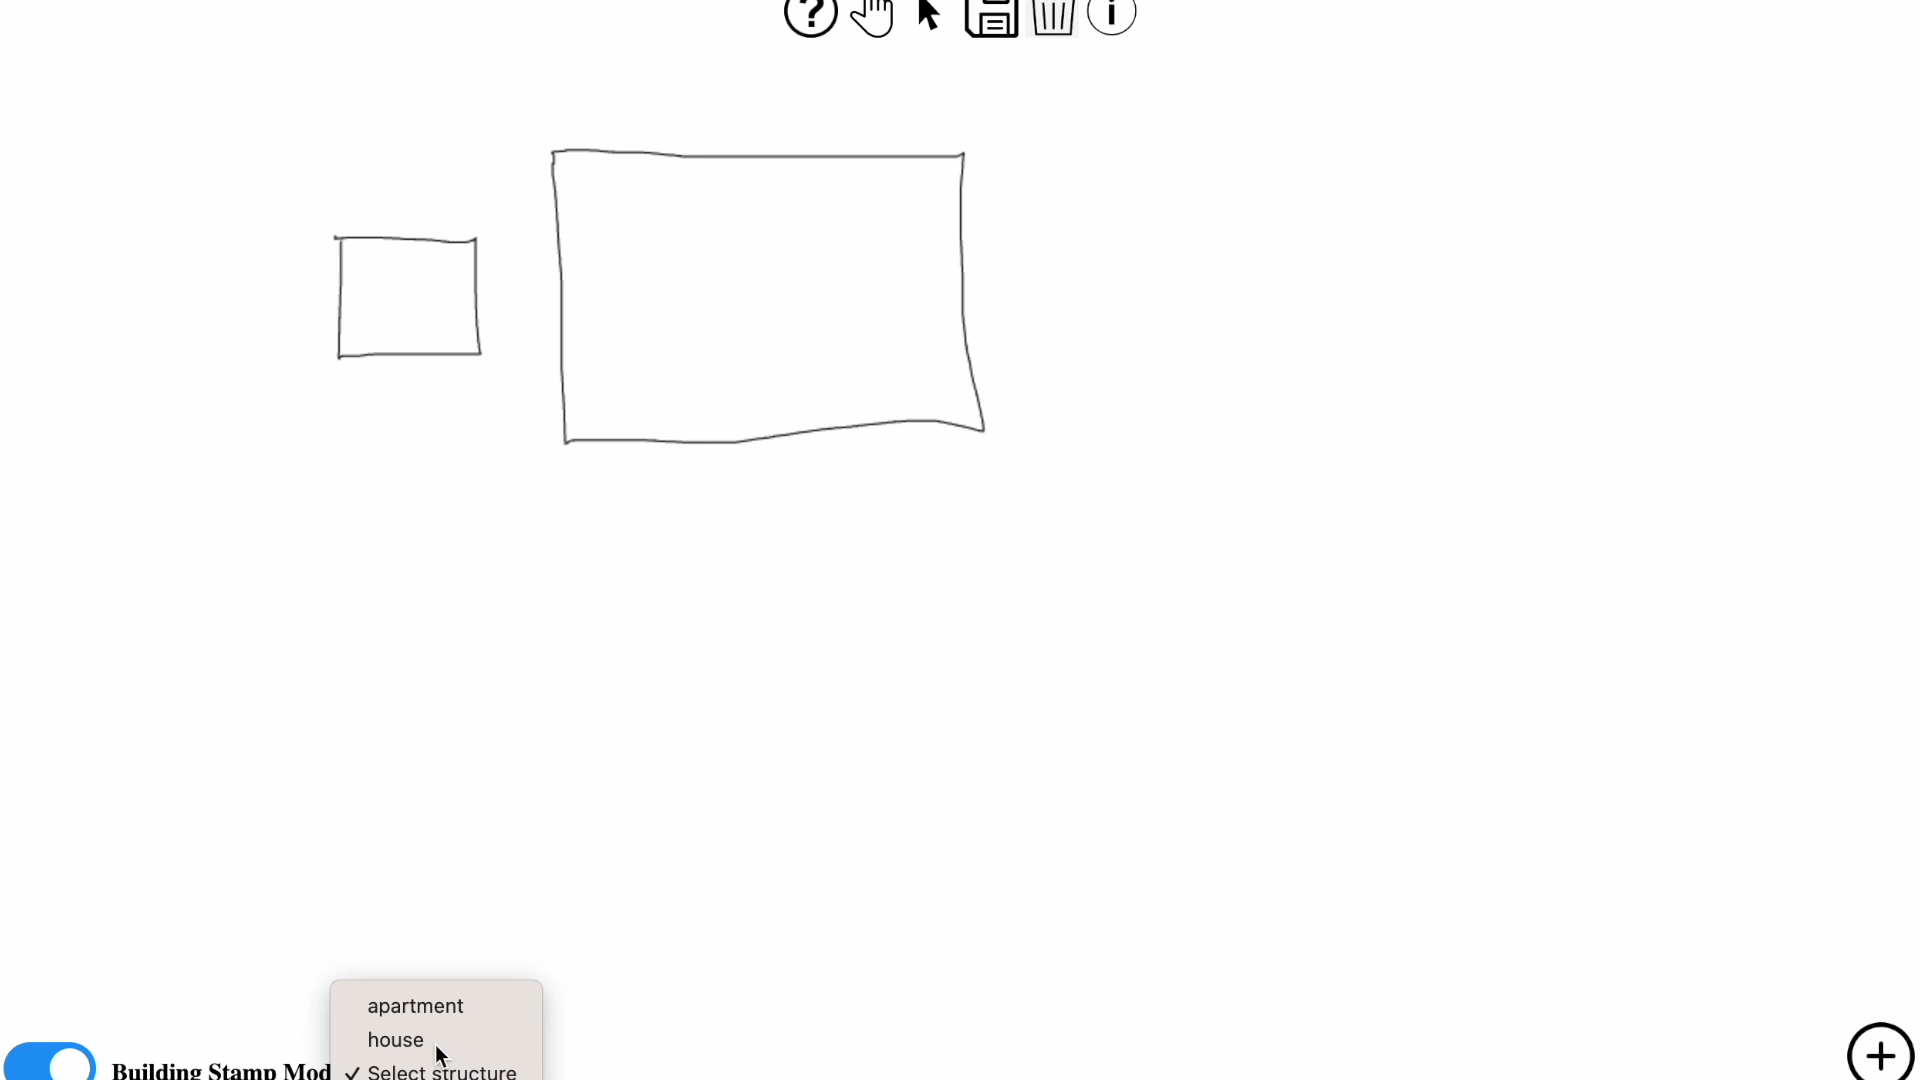 ?
i
apartment
house
Building Stamp Mod
✓ Select structure